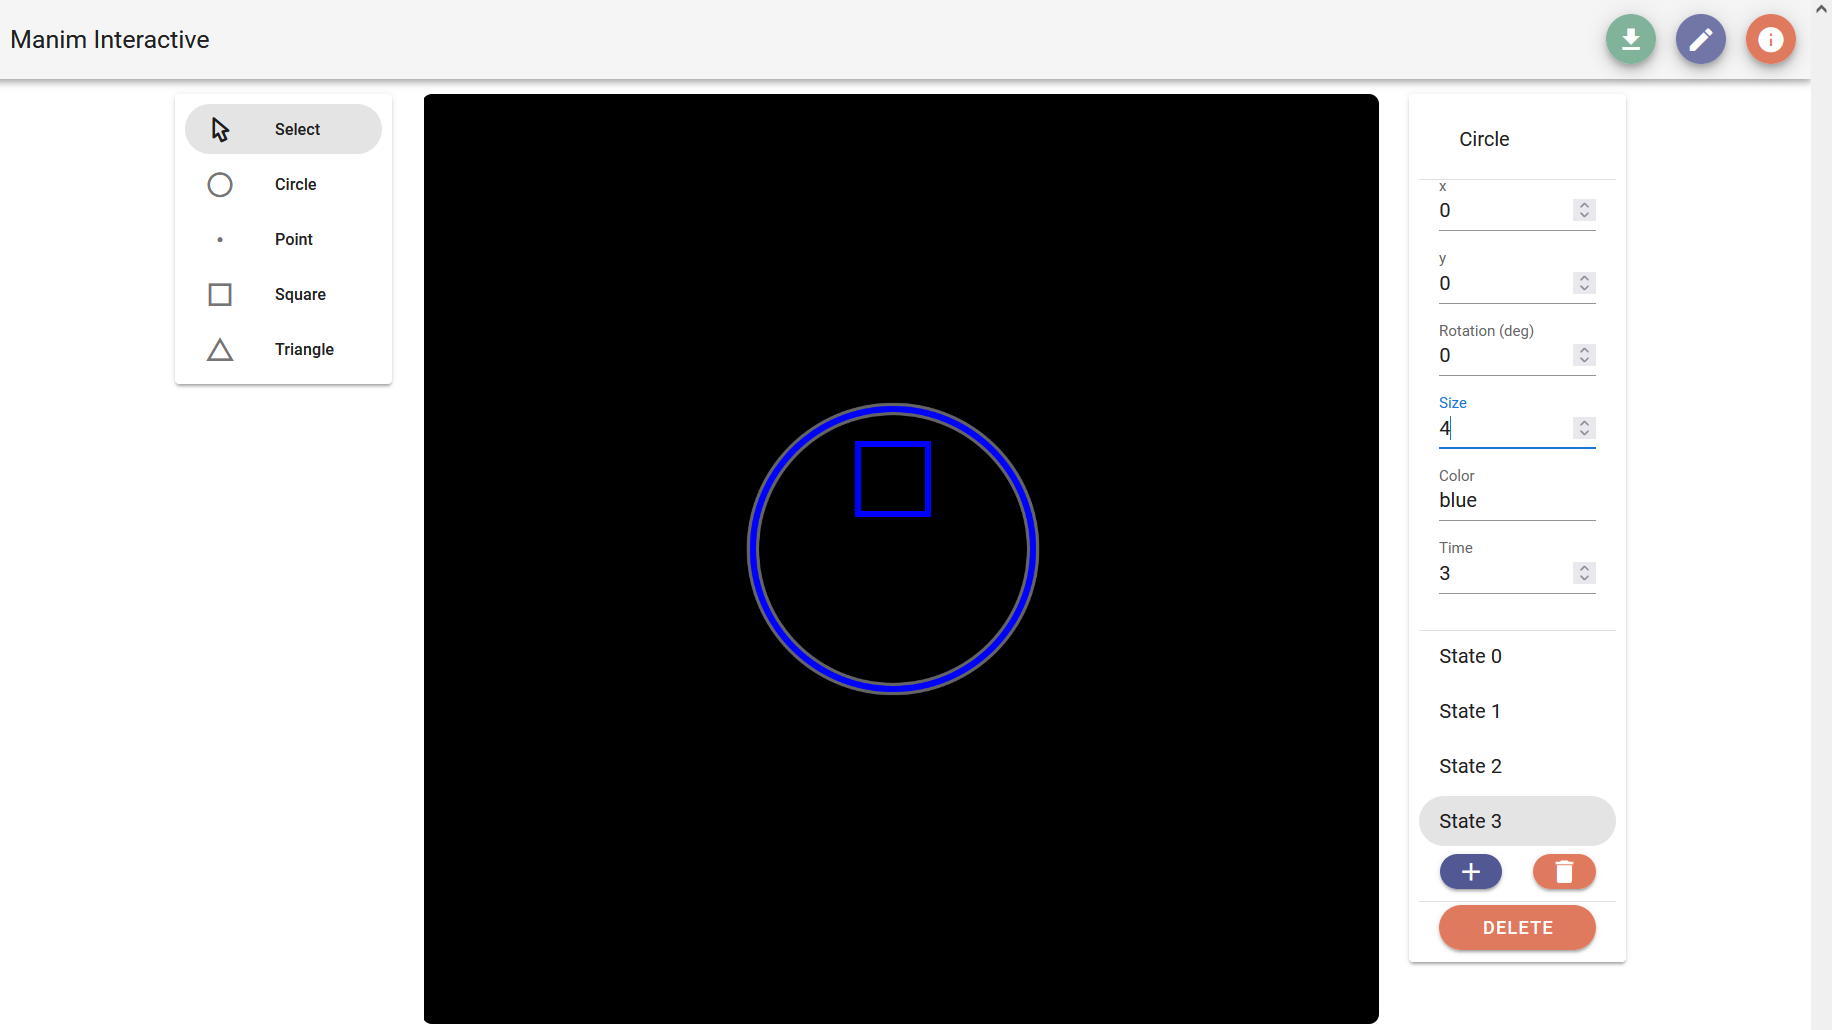 Manim Interactive
Select
Circle
Point
Square
Triangle
Circle
x
0
y
0
Rotation (deg)
0
Size
4
Color
blue
Time
3
State 0
State 1
State 2
State 3
DELETE